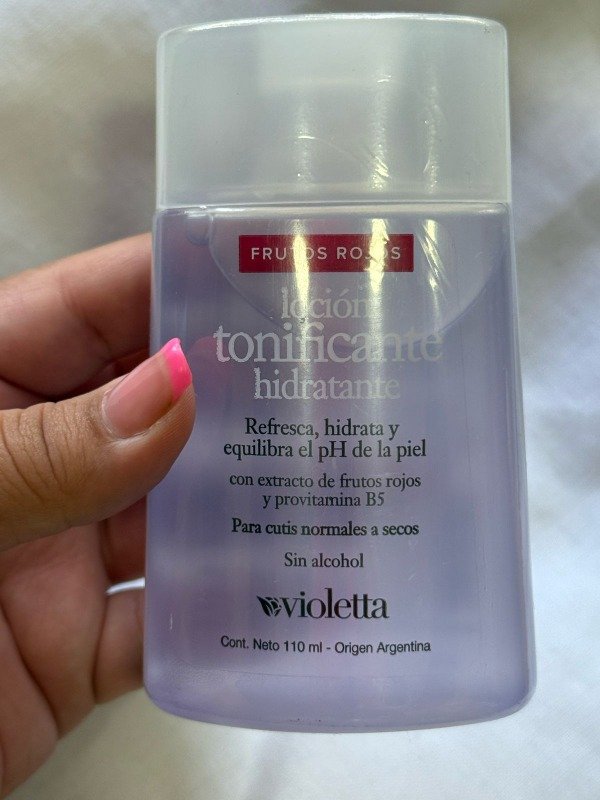 FRUTOS ROJOS
loción
tonificante
hidratante
Refresca, hidrata y
equilibra el pH de la piel
con extracto de frutos rojos
y provitamina B5
Para cutis normales a secos
Sin alcohol
violetta
Cont. Neto 110 ml - Origen Argentina